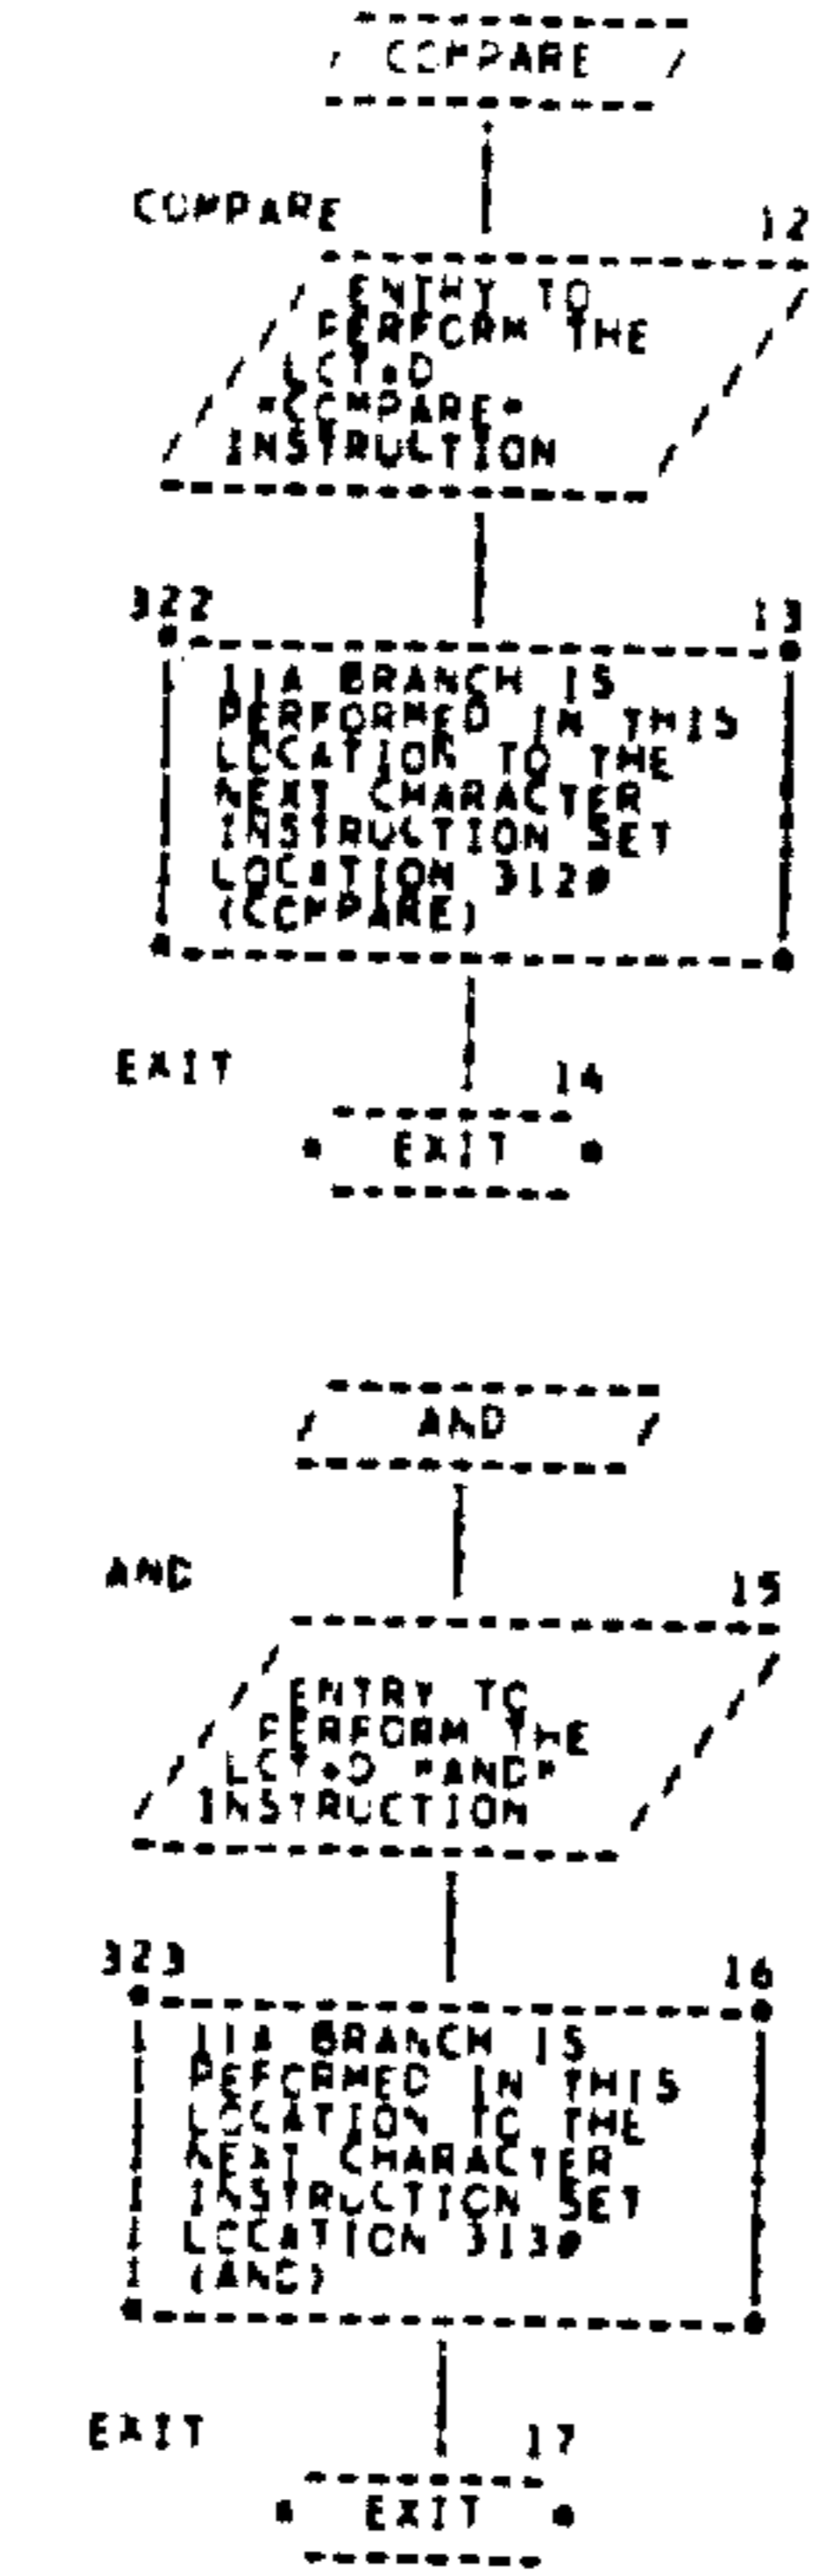 COMPARE
COMPARE 12
ENTRY TO
PERFORM THE
LCT*D
"COMPARE"
INSTRUCTION
322 13
1)A BRANCH IS
PERFORMED IN THIS
LOCATION TO THE
NEXT CHARACTER
INSTRUCTION SET
LOCATION 312#
(COMPARE)
EXIT 14
EXIT
AND
AND 15
ENTRY TO
PERFORM THE
LCT*D "AND"
INSTRUCTION
323 16
1)A BRANCH IS
PEFORMED IN THIS
LOCATION TO THE
NEXT CHARACTER
INSTRUCTION SET
LOCATION 313#
(AND)
EXIT 17
EXIT